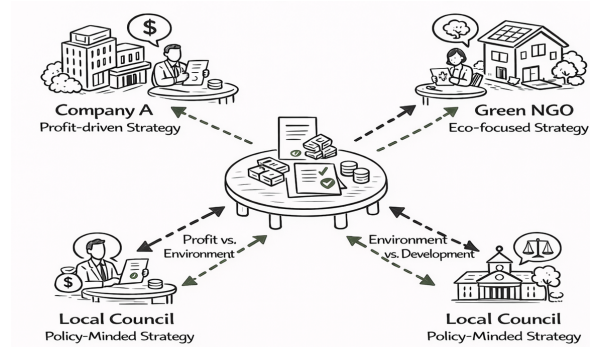 $
Company A
Profit-driven Strategy
Green NGO
Eco-focused Strategy
Profit vs.
Environment
Environment
vs. Development
$
Local Council
Policy-Minded Strategy
Local Council
Policy-Minded Strategy